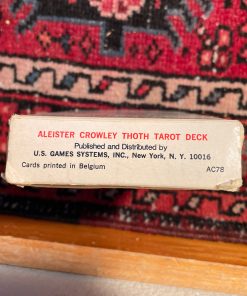 ALEISTER CROWLEY THOTH TAROT DECK
Published and Distributed by
U.S. GAMES SYSTEMS, INC., New York, N. Y. 10016
Cards printed in Belgium AC78